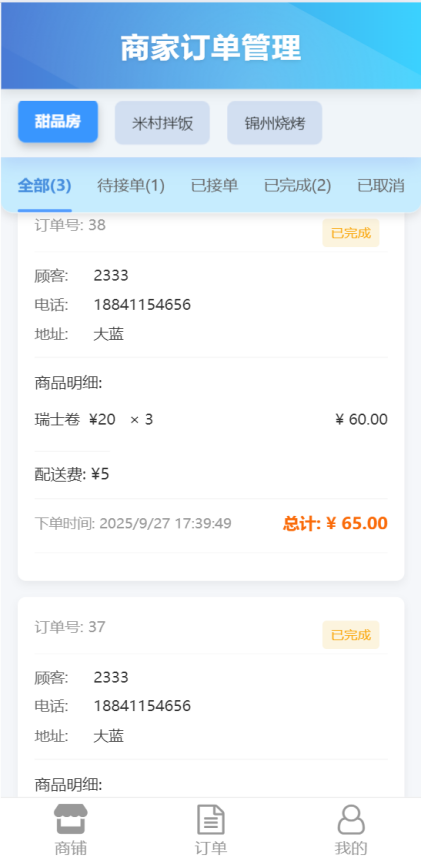 商家订单管理
甜品房 米村拌饭 锦州烧烤
全部(3) 待接单(1) 已接单 已完成(2) 已取消
订单号: 38 已完成
顾客: 2333
电话: 18841154656
地址: 大蓝
商品明细:
瑞士卷 ¥20 × 3 ¥ 60.00
配送费: ¥5
下单时间: 2025/9/27 17:39:49 总计: ¥ 65.00
订单号: 37 已完成
顾客: 2333
电话: 18841154656
地址: 大蓝
商品明细:
商铺 订单 我的